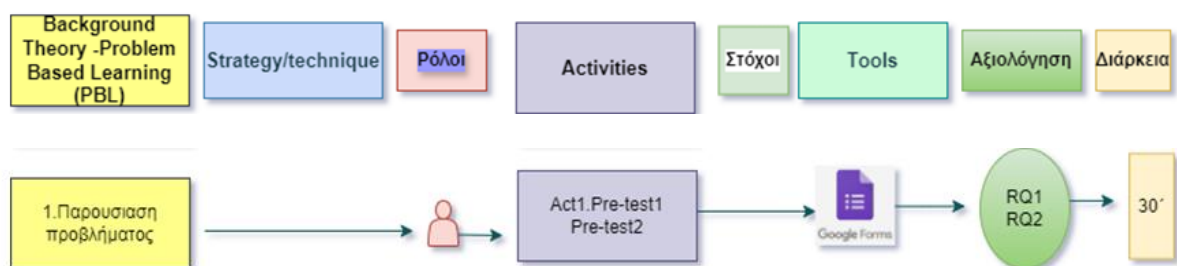 Background
Theory -Problem
Based Learning
(PBL)
Strategy/technique
Ρόλοι
Activities
Στόχοι
Tools
Αξιολόγηση
Διάρκεια
1.Παρουσιαση
προβλήματος
Act1.Pre-test1
Pre-test2
Google Forms
RQ1
RQ2
30΄